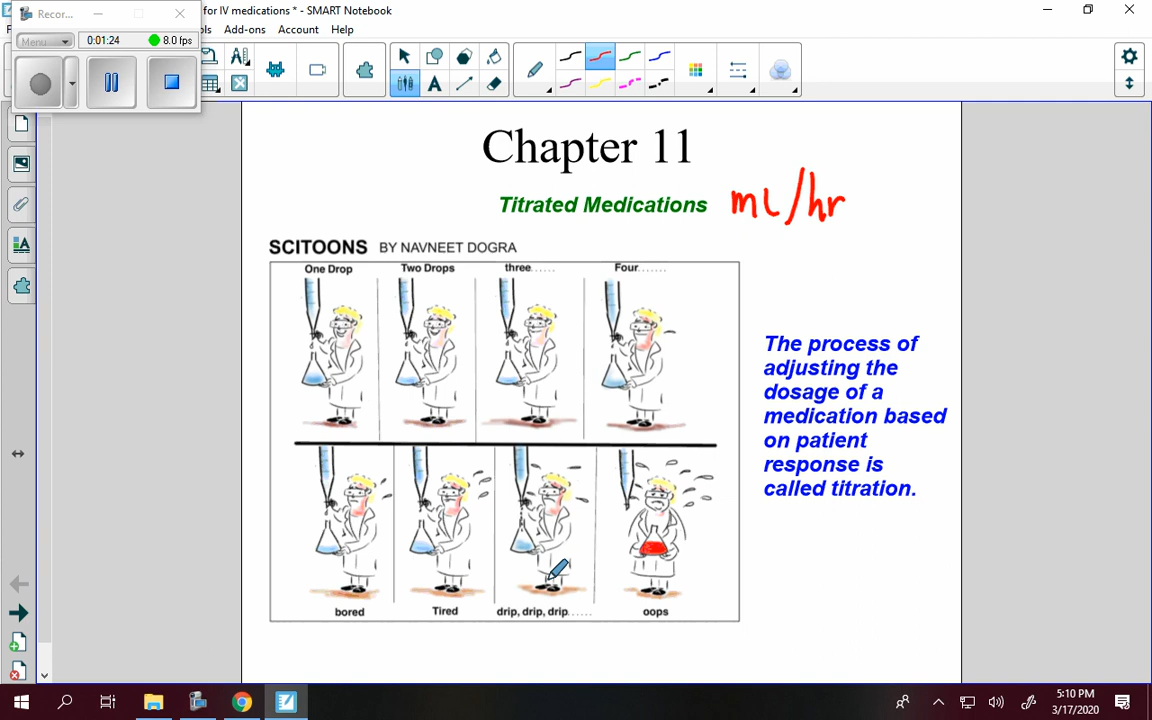 Recor...
for IV medications * - SMART Notebook
Menu
0:01:24
8.0 fps
Add-ons
Account
Help
Chapter 11
Titrated Medications
mL/hr
SCITOONS BY NAVNEET DOGRA
One Drop
Two Drops
three......
Four.......
bored
Tired
drip, drip, drip......
oops
The process of
adjusting the
dosage of a
medication based
on patient
response is
called titration.
5:10 PM
3/17/2020